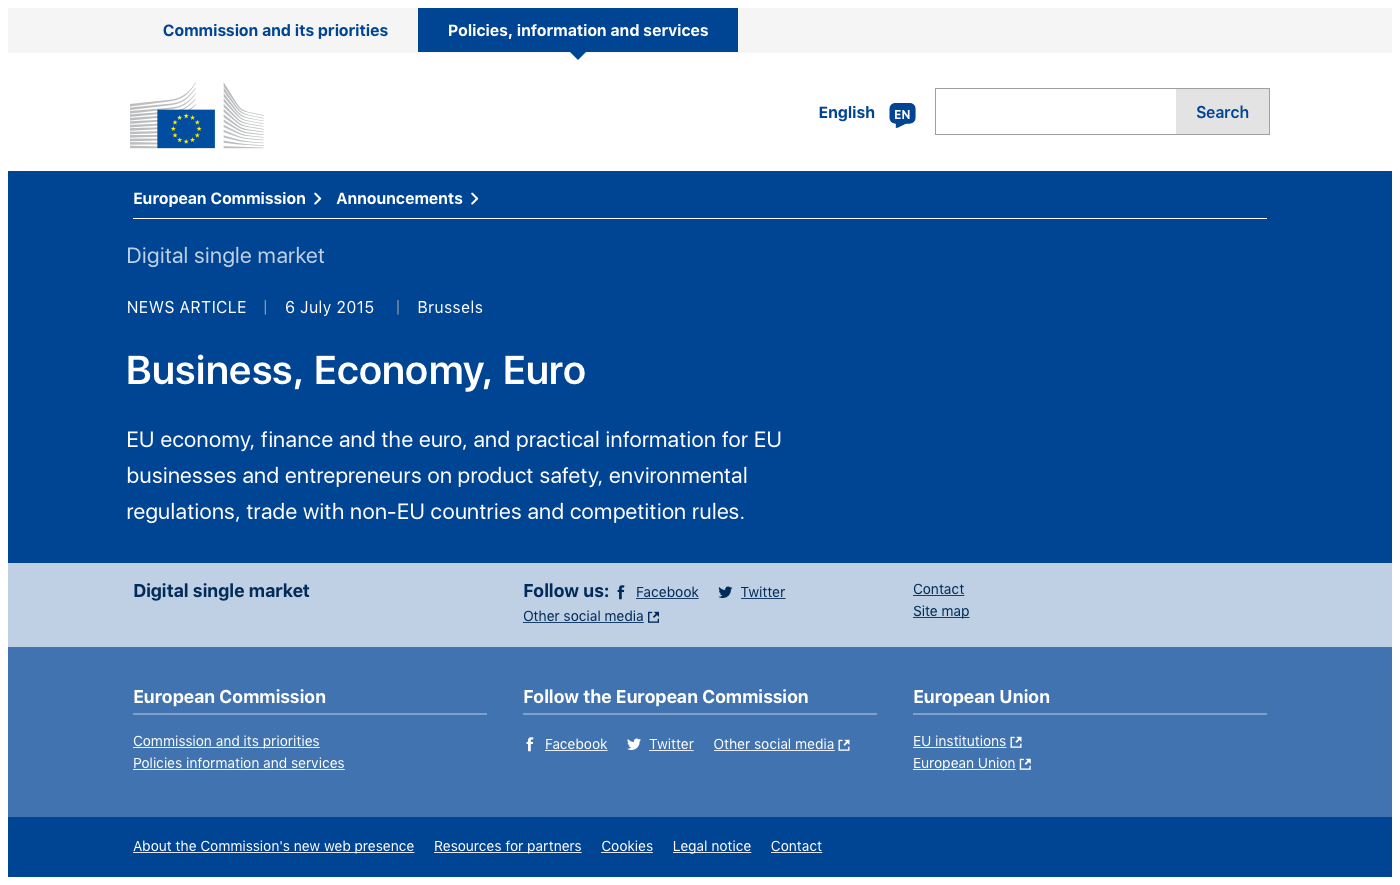 Commission and its priorities
Policies, information and services
English EN Search
European Commission Announcements
Digital single market
NEWS ARTICLE | 6 July 2015 | Brussels
Business, Economy, Euro
EU economy, finance and the euro, and practical information for EU
businesses and entrepreneurs on product safety, environmental
regulations, trade with non-EU countries and competition rules.
Digital single market
Follow us: Facebook Twitter
Other social media
Contact
Site map
European Commission
Commission and its priorities
Policies information and services
Follow the European Commission
Facebook Twitter Other social media
European Union
EU institutions
European Union
About the Commission's new web presence Resources for partners Cookies Legal notice Contact